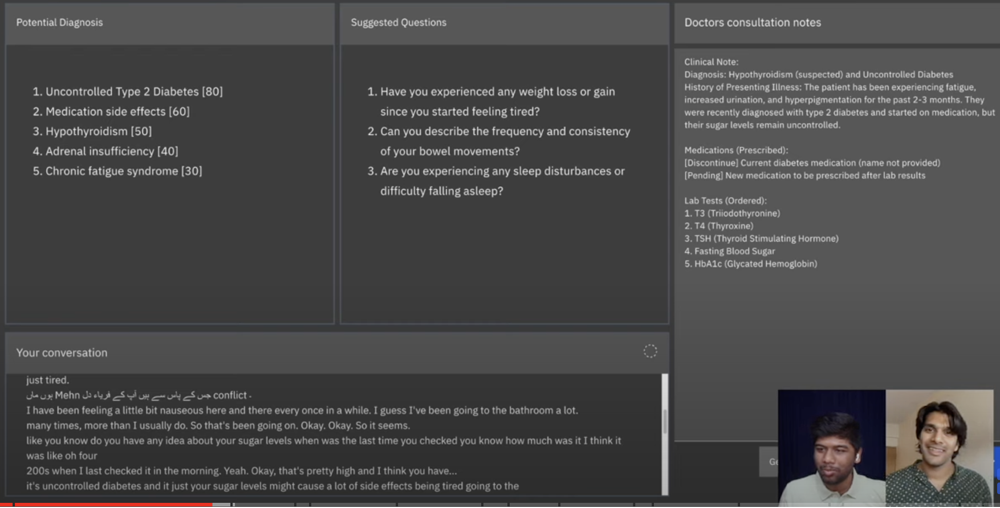 Potential Diagnosis
1. Uncontrolled Type 2 Diabetes [80]
2. Medication side effects [60]
3. Hypothyroidism [50]
4. Adrenal insufficiency [40]
5. Chronic fatigue syndrome [30]
Suggested Questions
1. Have you experienced any weight loss or gain
since you started feeling tired?
2. Can you describe the frequency and consistency
of your bowel movements?
3. Are you experiencing any sleep disturbances or
difficulty falling asleep?
Doctors consultation notes
Clinical Note:
Diagnosis: Hypothyroidism (suspected) and Uncontrolled Diabetes
History of Presenting Illness: The patient has been experiencing fatigue,
increased urination, and hyperpigmentation for the past 2-3 months. They
were recently diagnosed with type 2 diabetes and started on medication, but
their sugar levels remain uncontrolled.
Medications (Prescribed):
[Discontinue] Current diabetes medication (name not provided)
[Pending] New medication to be prescribed after lab results
Lab Tests (Ordered):
1. T3 (Triiodothyronine)
2. T4 (Thyroxine)
3. TSH (Thyroid Stimulating Hormone)
4. Fasting Blood Sugar
5. HbA1c (Glycated Hemoglobin)
Your conversation
just tired.
ہوں ماں Mehn جس کے پاس سے ہیں آپ کے فریاء دل conflict -
I have been feeling a little bit nauseous here and there every once in a while. I guess I've been going to the bathroom a lot.
many times, more than I usually do. So that's been going on. Okay. Okay. So it seems.
like you know do you have any idea about your sugar levels when was the last time you checked you know how much was it I think it
was like oh four
200s when I last checked it in the morning. Yeah. Okay, that's pretty high and I think you have...
it's uncontrolled diabetes and it just your sugar levels might cause a lot of side effects being tired going to the